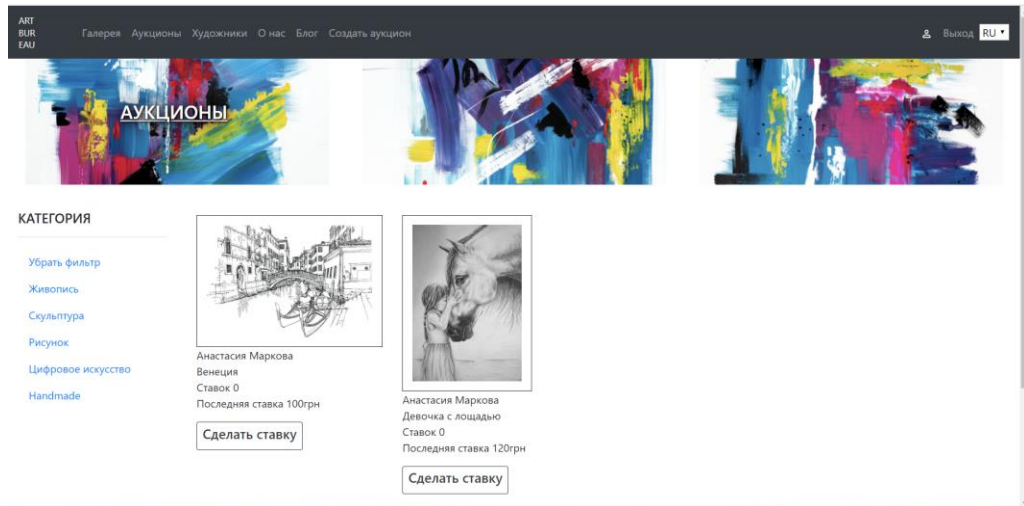 ART
BUR
EAU
Галерея Аукционы Художники О нас Блог Создать аукцион
Выход RU
АУКЦИОНЫ
КАТЕГОРИЯ
Убрать фильтр
Живопись
Скульптура
Рисунок
Цифровое искусство
Handmade
Анастасия Маркова
Венеция
Ставок 0
Последняя ставка 100грн
Сделать ставку
Анастасия Маркова
Девочка с лощадью
Ставок 0
Последняя ставка 120грн
Сделать ставку